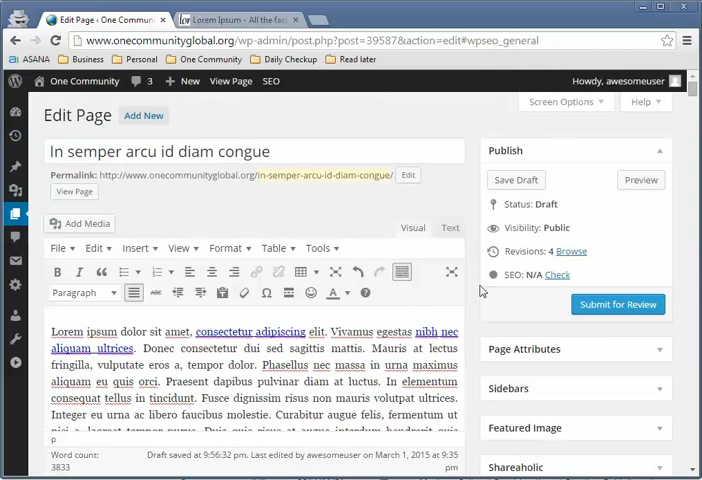 Edit Page ‹ One Commu
Lorem Ipsum - All the fac
www.onecommunityglobal.org/wp-admin/post.php?post=39587&action=edit#wpseo_general
ASANA Business Personal One Community Daily Checkup Read later
One Community 3 New View Page SEO Howdy, awesomeuser
Screen Options Help
Edit Page Add New
In semper arcu id diam congue
Permalink: http://www.onecommunityglobal.org/in-semper-arcu-id-diam-congue/ Edit
View Page
Add Media
Visual Text
File Edit Insert View Format Table Tools
Paragraph ABC
Lorem ipsum dolor sit amet, consectetur adipiscing elit. Vivamus egestas nibh nec
aliquam ultrices. Donec consectetur dui sed sagittis mattis. Mauris at lectus
fringilla, vulputate eros a, tempor dolor. Phasellus nec massa in urna maximus
aliquam eu quis orci. Praesent dapibus pulvinar diam at luctus. In elementum
consequat tellus in tincidunt. Fusce dignissim risus non mauris volutpat ultrices.
Integer eu urna ac libero faucibus molestie. Curabitur augue felis, fermentum ut
p
Word count:
3833
Draft saved at 9:56:32 pm. Last edited by awesomeuser on March 1, 2015 at 9:35
pm
Publish
Save Draft Preview
Status: Draft
Visibility: Public
Revisions: 4 Browse
SEO: N/A Check
Submit for Review
Page Attributes
Sidebars
Featured Image
Shareaholic